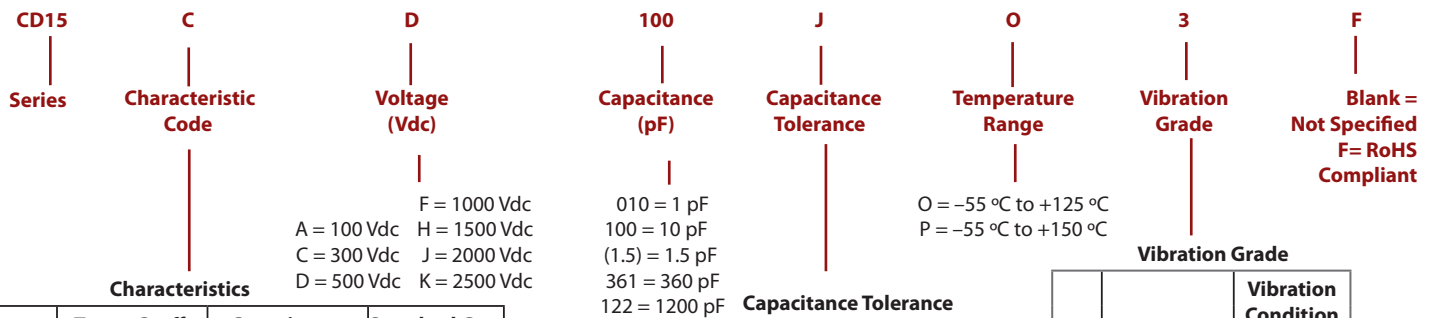 CD15 C D 100 J O 3 F
Series Characteristic Code Voltage (Vdc) Capacitance (pF) Capacitance Tolerance Temperature Range Vibration Grade Blank = Not Specified F= RoHS Compliant
F = 1000 Vdc
A = 100 Vdc H = 1500 Vdc
C = 300 Vdc J = 2000 Vdc
D = 500 Vdc K = 2500 Vdc
010 = 1 pF
100 = 10 pF
(1.5) = 1.5 pF
361 = 360 pF
122 = 1200 pF
O = –55 ºC to +125 ºC
P = –55 ºC to +150 ºC
Characteristics
Capacitance Tolerance
Vibration Grade
Vibration
Condition